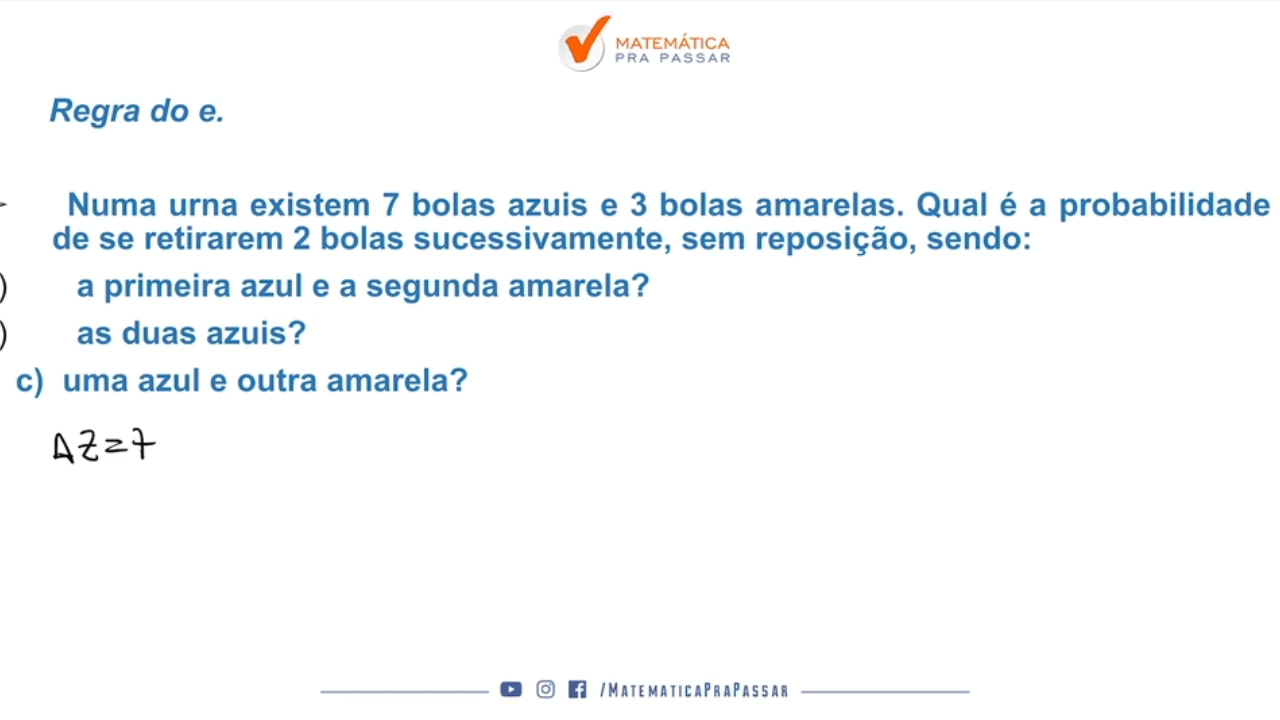 MATEMÁTICA
PRA PASSAR
Regra do e.
Numa urna existem 7 bolas azuis e 3 bolas amarelas. Qual é a probabilidade
de se retirarem 2 bolas sucessivamente, sem reposição, sendo:
) a primeira azul e a segunda amarela?
) as duas azuis?
c) uma azul e outra amarela?
AZ=7
/MATEMATICAPRAPASSAR